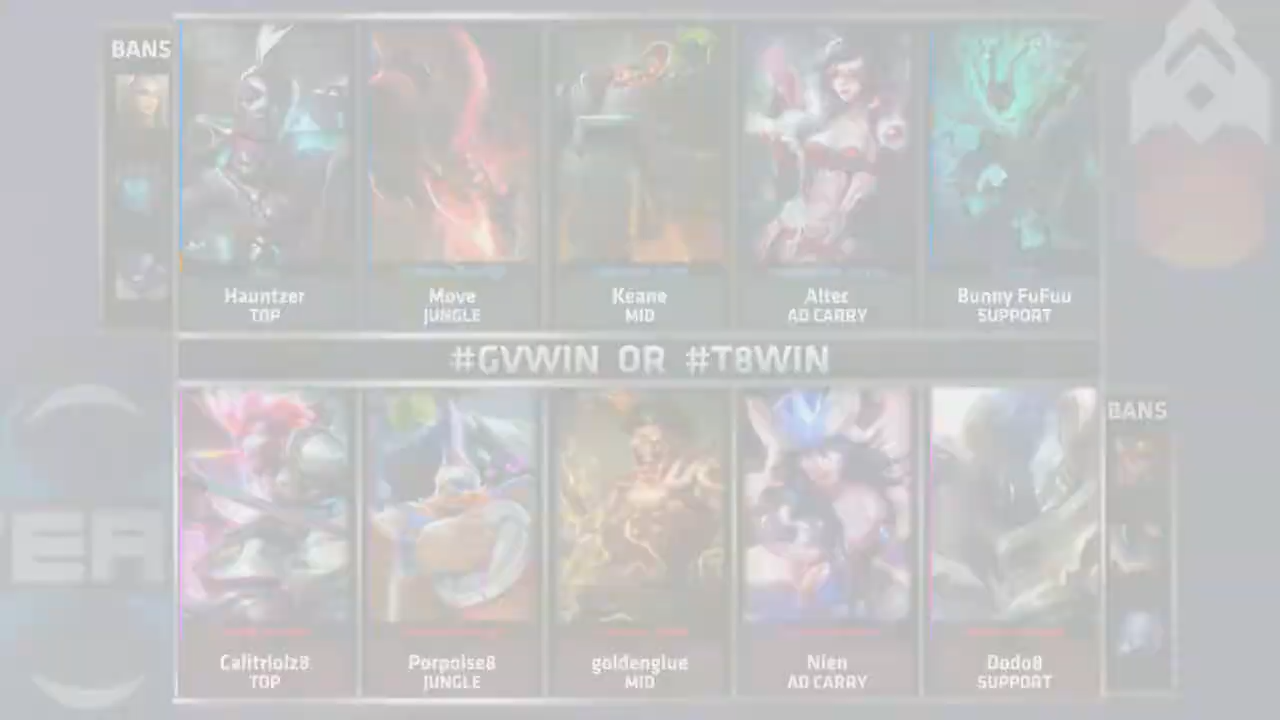 BANS
Hauntzer
TOP
Move
JUNGLE
Keane
MID
Altec
AD CARRY
Bunny FuFuu
SUPPORT
#GVWIN OR #T8WIN
BANS
Calitrlolz8
TOP
Porpoise8
JUNGLE
goldenglue
MID
Nien
AD CARRY
Dodo8
SUPPORT